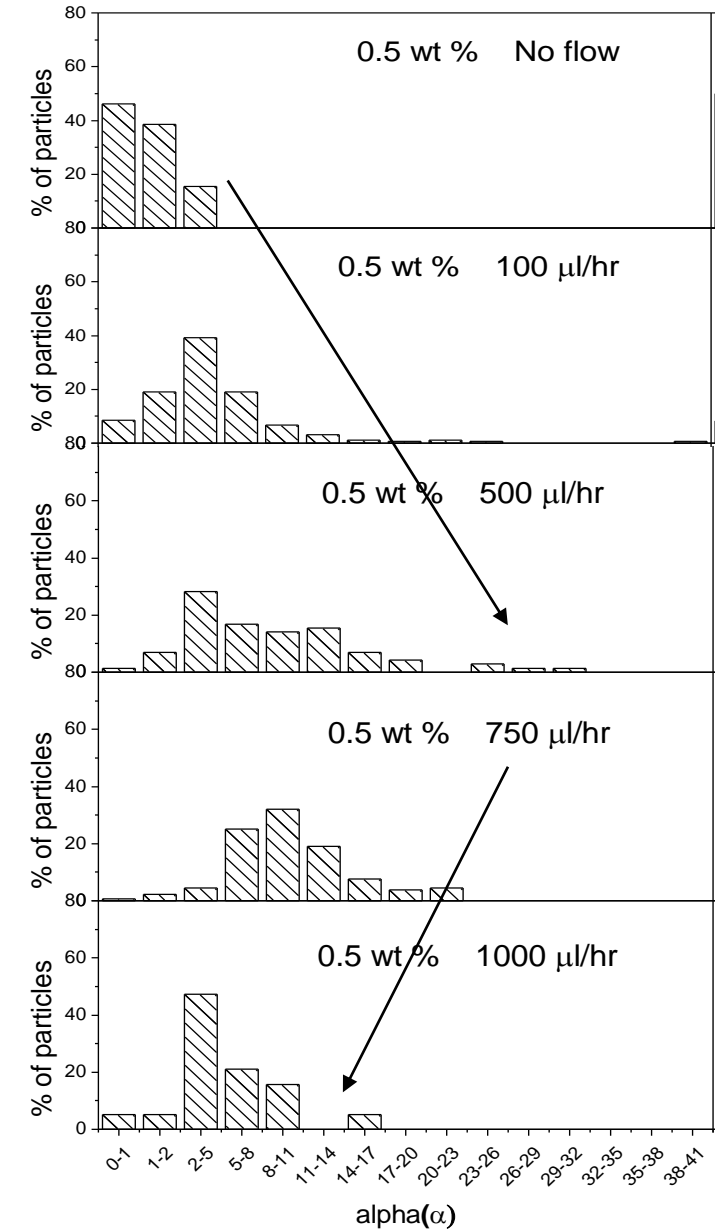 80
0.5 wt % No flow
60
40
20
80
% of particles
0.5 wt % 100 µl/hr
60
40
20
80
% of particles
0.5 wt % 500 µl/hr
60
40
20
80
% of particles
0.5 wt % 750 µl/hr
60
40
20
80
% of particles
0.5 wt % 1000 µl/hr
60
40
20
0
% of particles
0-1 1-2 2-5 5-8 8-11 11-14 14-17 17-20 20-23 23-26 26-29 29-32 32-35 35-38 38-41
alpha(α)